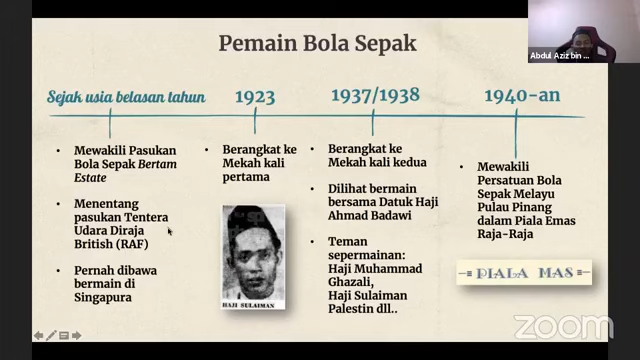 Pemain Bola Sepak
Abdul Aziz bin ...
Sejak usia belasan tahun
1923
1937/1938
1940-an
• Mewakili Pasukan
Bola Sepak Bertam
Estate
• Menentang
pasukan Tentera
Udara Diraja
British (RAF)
• Pernah dibawa
bermain di
Singapura
• Berangkat ke
Mekah kali
pertama
HAJI SULAIMAN
• Berangkat ke
Mekah kali kedua
• Dilihat bermain
bersama Datuk Haji
Ahmad Badawi
• Teman
sepermainan:
Haji Muhammad
Ghazali,
Haji Sulaiman
Palestin dll..
• Mewakili
Persatuan Bola
Sepak Melayu
Pulau Pinang
dalam Piala Emas
Raja-Raja
PIALA MAS
zoom